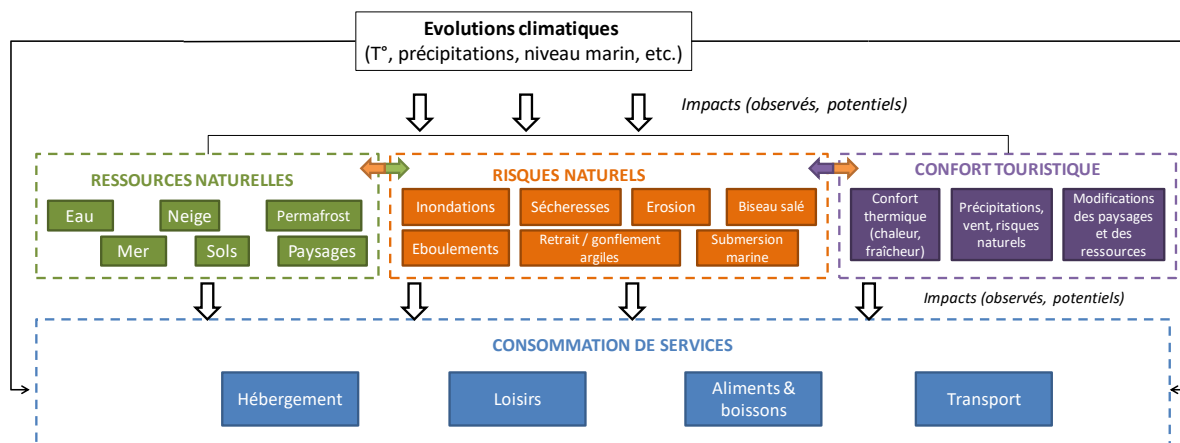 Evolutions climatiques
(T°, précipitations, niveau marin, etc.)
Impacts (observés, potentiels)
RESSOURCES NATURELLES
Eau
Neige
Permafrost
Mer
Sols
Paysages
RISQUES NATURELS
Inondations
Sécheresses
Erosion
Biseau salé
Eboulements
Retrait / gonflement
argiles
Submersion
marine
CONFORT TOURISTIQUE
Confort
thermique
(chaleur,
fraîcheur)
Précipitations,
vent, risques
naturels
Modifications
des paysages
et des
ressources
Impacts (observés, potentiels)
CONSOMMATION DE SERVICES
Hébergement
Loisirs
Aliments &
boissons
Transport